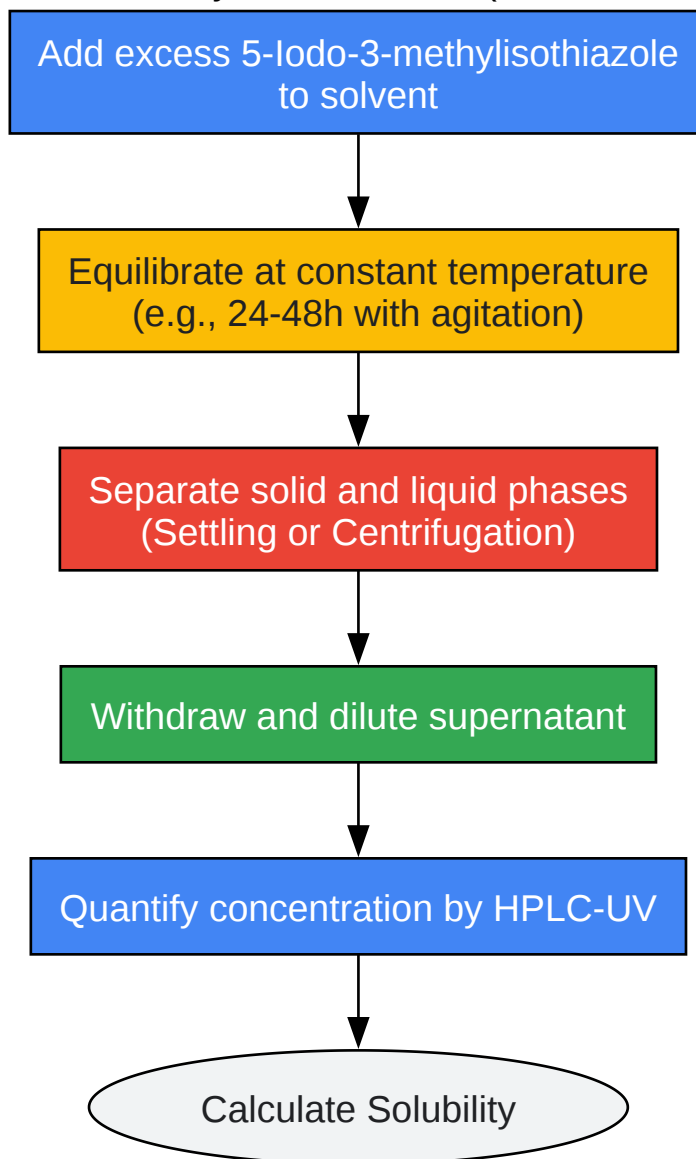 Add excess 5-Iodo-3-methylisothiazole
to solvent
Equilibrate at constant temperature
(e.g., 24-48h with agitation)
Separate solid and liquid phases
(Settling or Centrifugation)
Withdraw and dilute supernatant
Quantify concentration by HPLC-UV
Calculate Solubility